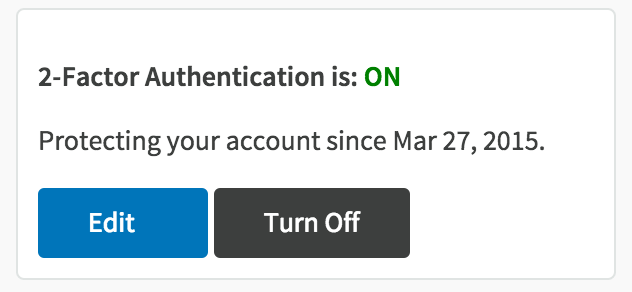 2-Factor Authentication is: ON
Protecting your account since Mar 27, 2015.
Edit
Turn Off